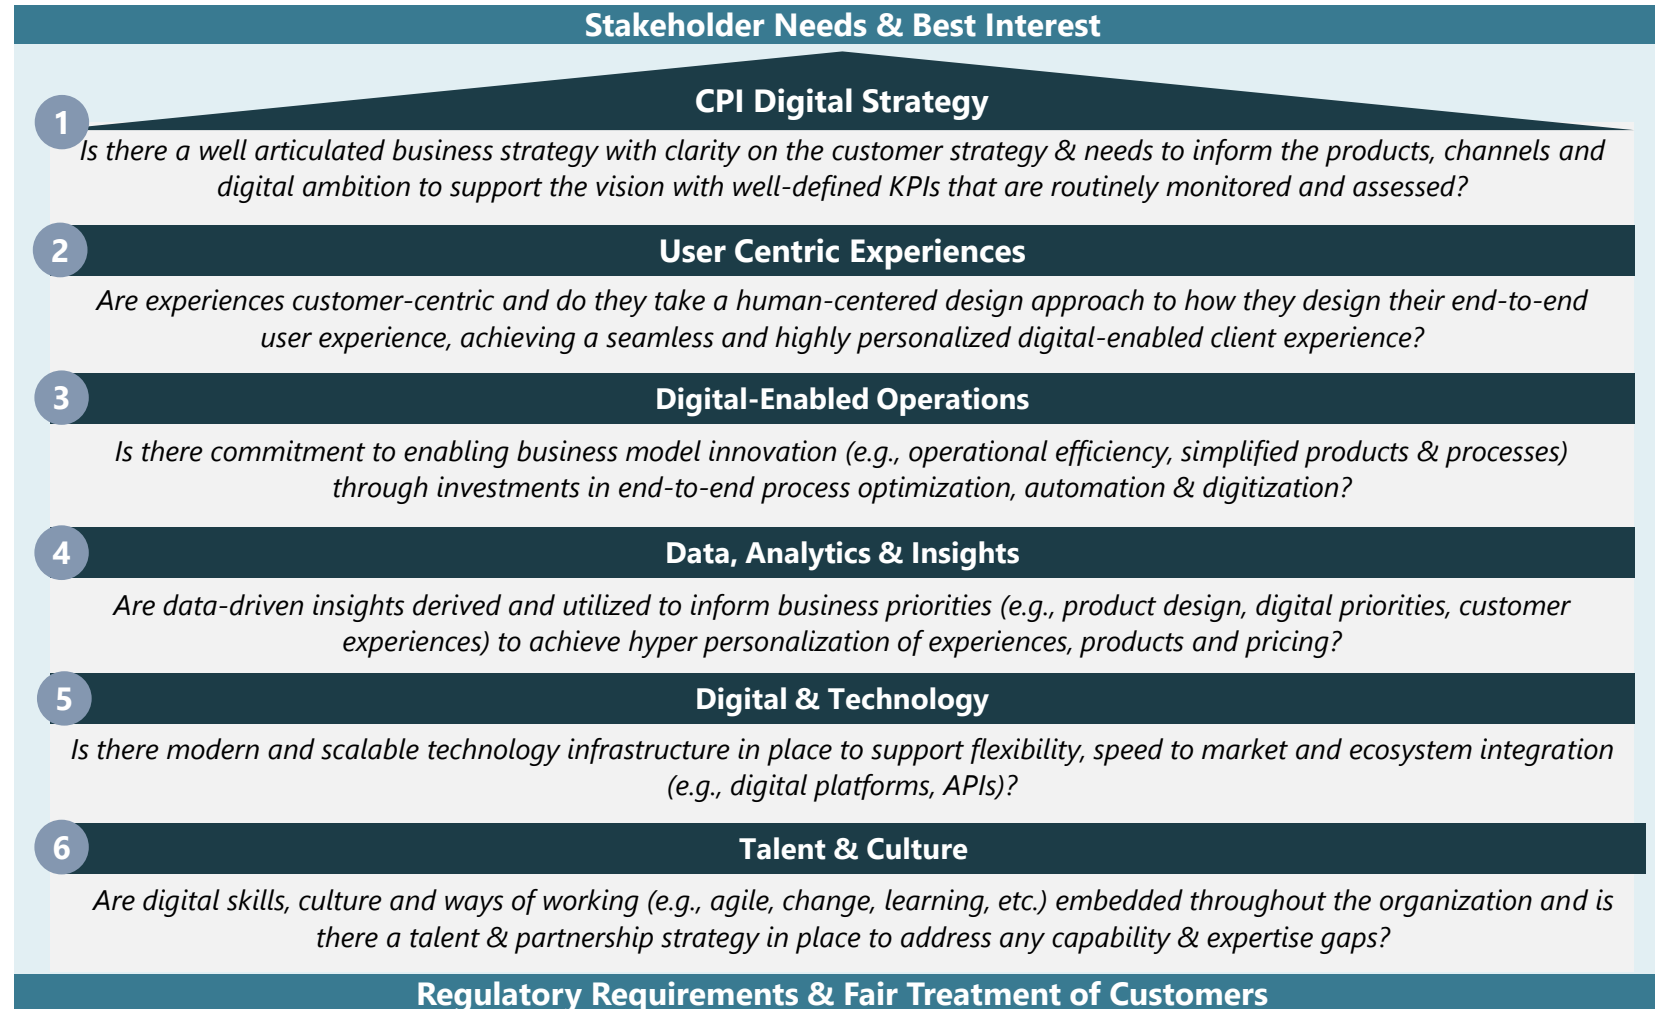 Stakeholder Needs & Best Interest
CPI Digital Strategy
1
Is there a well articulated business strategy with clarity on the customer strategy & needs to inform the products, channels and
digital ambition to support the vision with well-defined KPIs that are routinely monitored and assessed?
2
User Centric Experiences
Are experiences customer-centric and do they take a human-centered design approach to how they design their end-to-end
user experience, achieving a seamless and highly personalized digital-enabled client experience?
3
Digital-Enabled Operations
Is there commitment to enabling business model innovation (e.g., operational efficiency, simplified products & processes)
through investments in end-to-end process optimization, automation & digitization?
4
Data, Analytics & Insights
Are data-driven insights derived and utilized to inform business priorities (e.g., product design, digital priorities, customer
experiences) to achieve hyper personalization of experiences, products and pricing?
5
Digital & Technology
Is there modern and scalable technology infrastructure in place to support flexibility, speed to market and ecosystem integration
(e.g., digital platforms, APIs)?
6
Talent & Culture
Are digital skills, culture and ways of working (e.g., agile, change, learning, etc.) embedded throughout the organization and is
there a talent & partnership strategy in place to address any capability & expertise gaps?
Regulatory Requirements & Fair Treatment of Customers